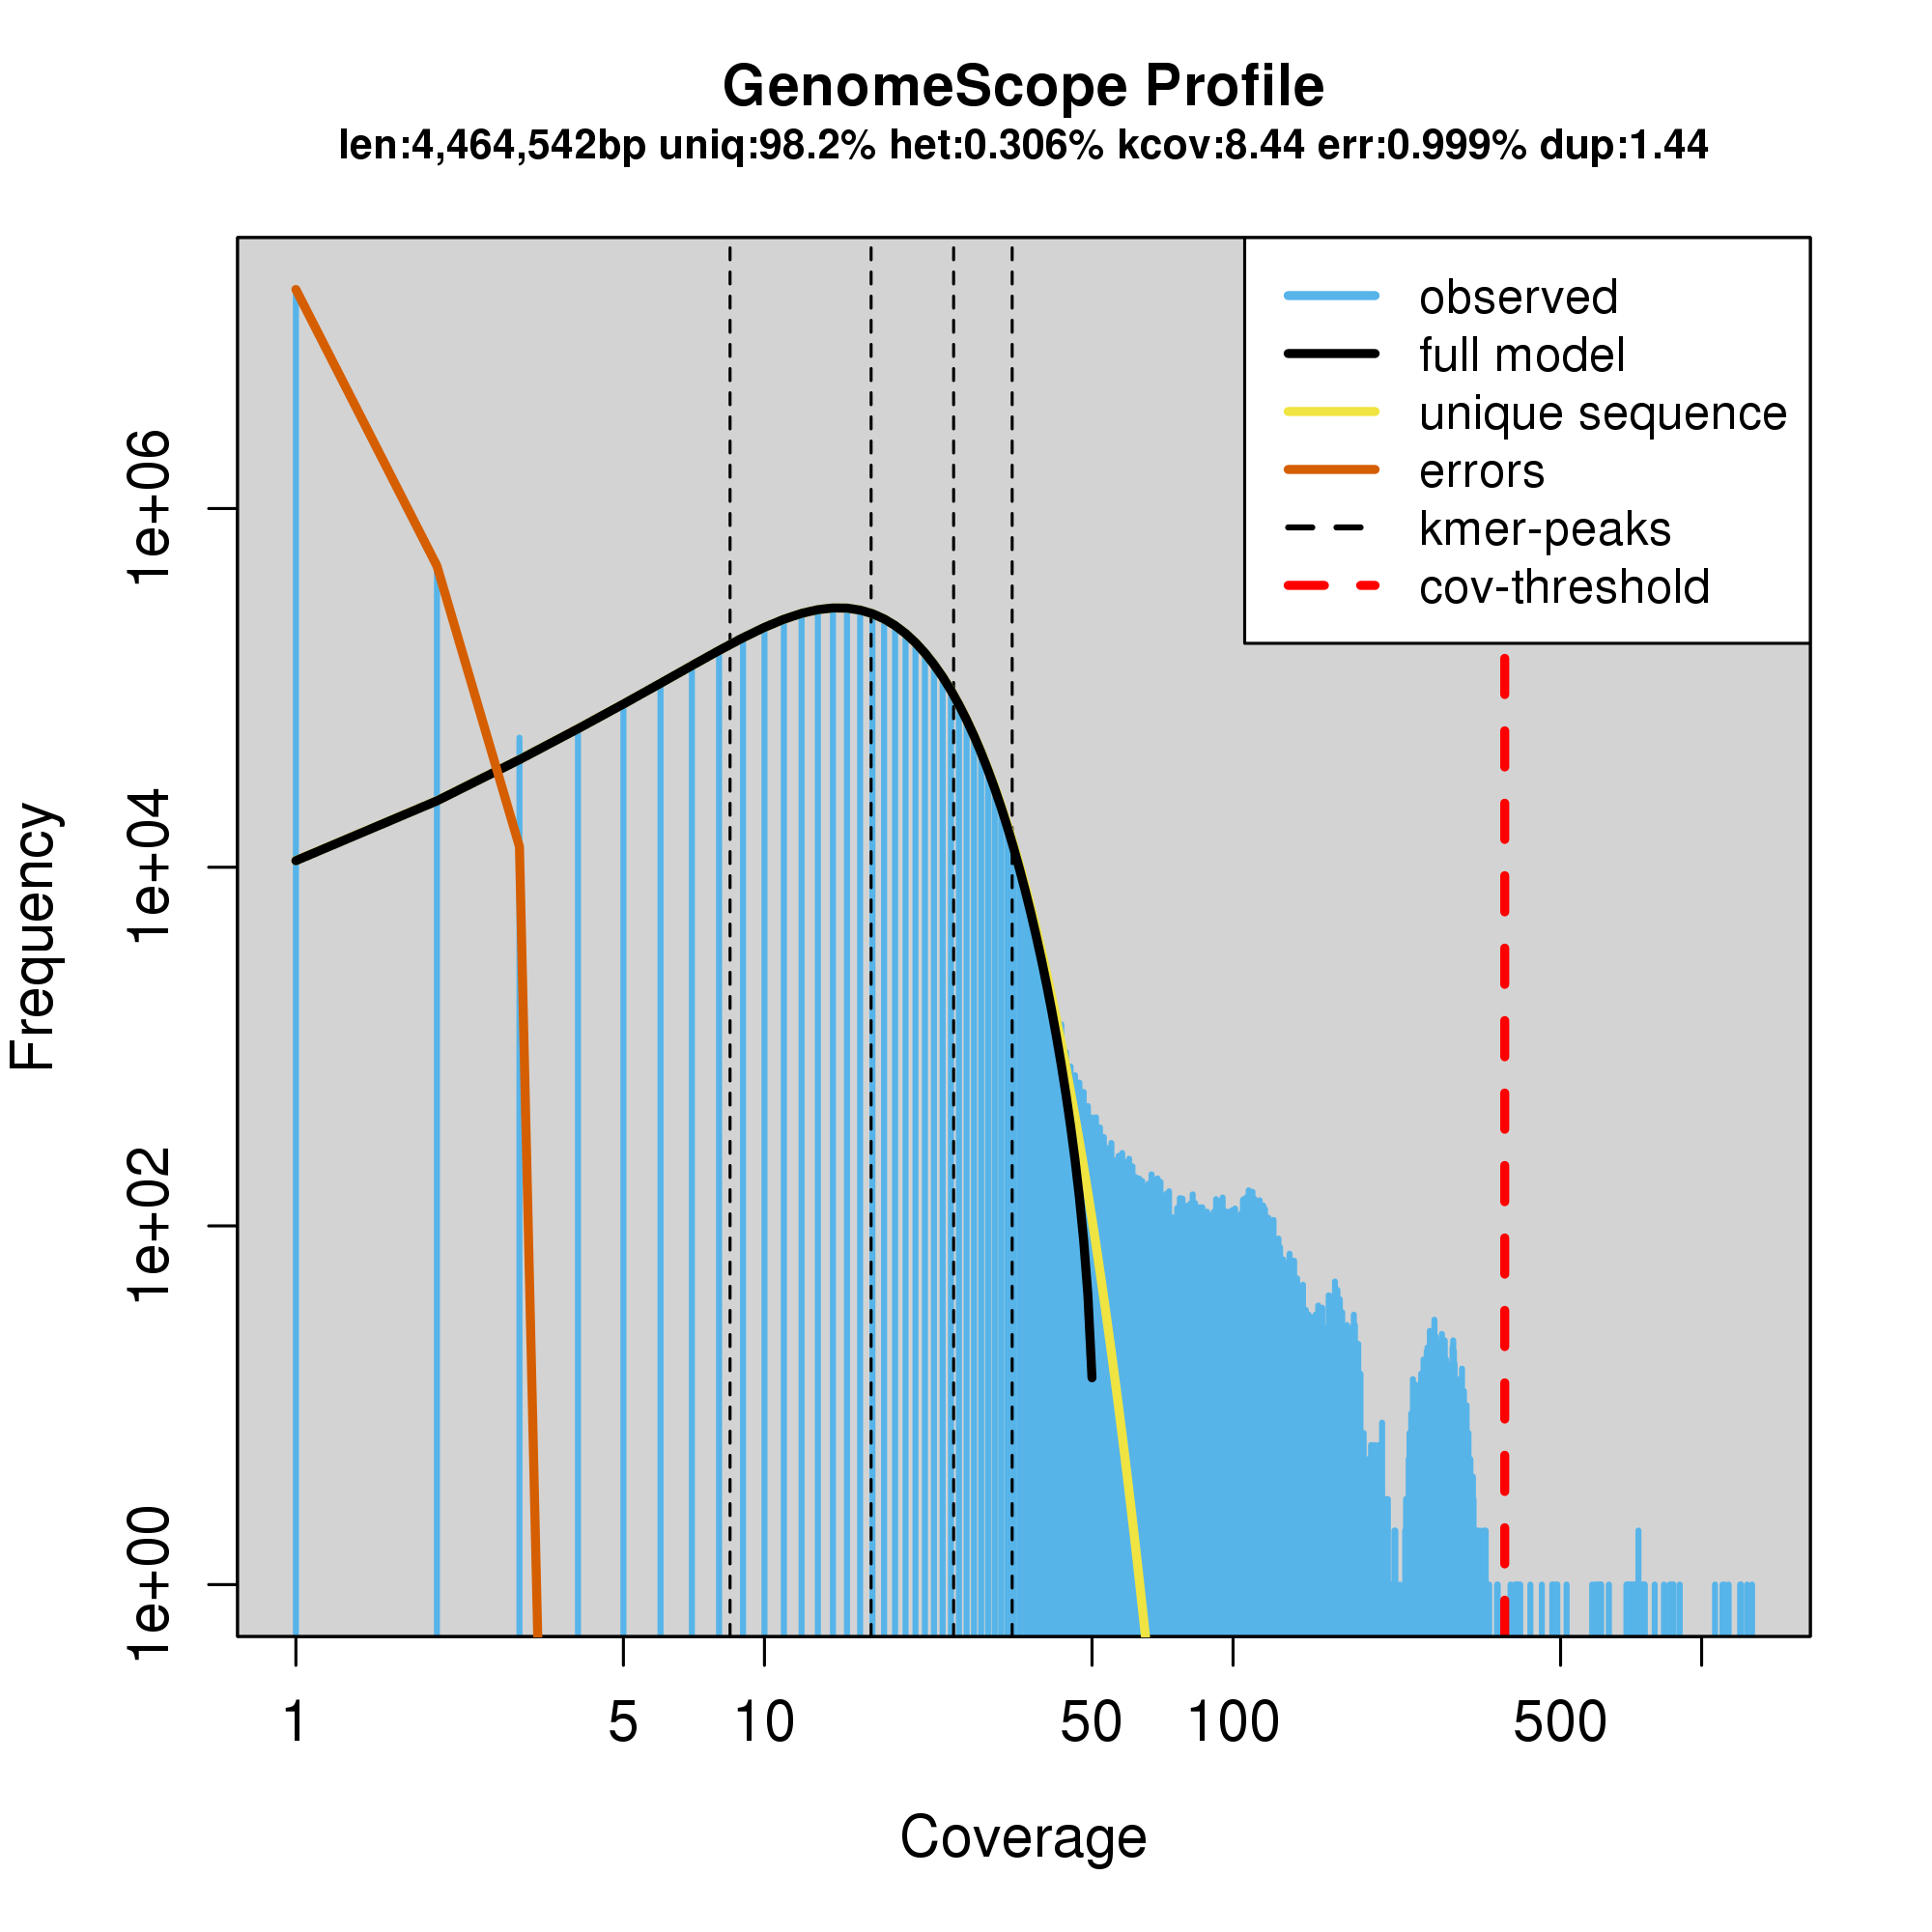 GenomeScope Profile
len:4,464,542bp uniq:98.2% het:0.306% kcov:8.44 err:0.999% dup:1.44
observed
full model
unique sequence
errors
kmer-peaks
cov-threshold
Frequency
1e+06
1e+04
1e+02
1e+00
1 5 10 50 100 500
Coverage